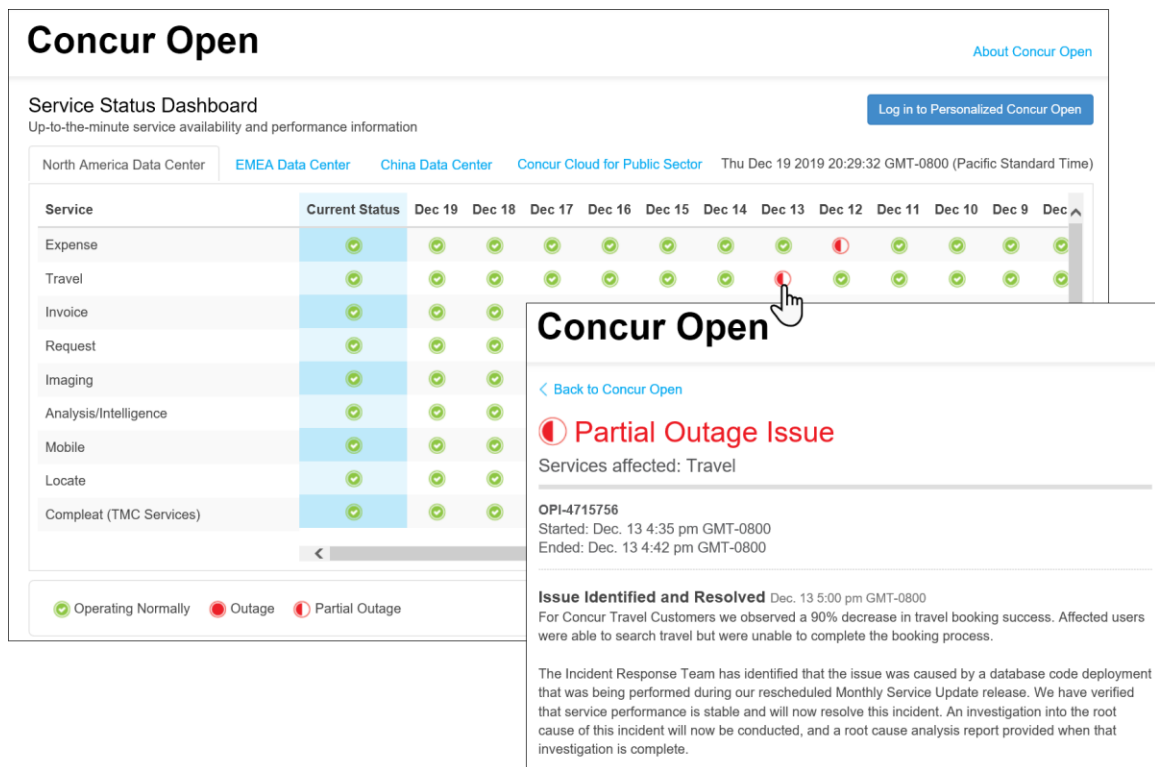 Concur Open
About Concur Open
Service Status Dashboard
Up-to-the-minute service availability and performance information
Log in to Personalized Concur Open
North America Data Center EMEA Data Center China Data Center Concur Cloud for Public Sector Thu Dec 19 2019 20:29:32 GMT-0800 (Pacific Standard Time)
Service Current Status Dec 19 Dec 18 Dec 17 Dec 16 Dec 15 Dec 14 Dec 13 Dec 12 Dec 11 Dec 10 Dec 9 Dec
Expense
Travel
Invoice
Request
Imaging
Analysis/Intelligence
Mobile
Locate
Compleat (TMC Services)
Operating Normally Outage Partial Outage
Concur Open
Back to Concur Open
Partial Outage Issue
Services affected: Travel
OPI-4715756
Started: Dec. 13 4:35 pm GMT-0800
Ended: Dec. 13 4:42 pm GMT-0800
Issue Identified and Resolved Dec. 13 5:00 pm GMT-0800
For Concur Travel Customers we observed a 90% decrease in travel booking success. Affected users
were able to search travel but were unable to complete the booking process.
The Incident Response Team has identified that the issue was caused by a database code deployment
that was being performed during our rescheduled Monthly Service Update release. We have verified
that service performance is stable and will now resolve this incident. An investigation into the root
cause of this incident will now be conducted, and a root cause analysis report provided when that
investigation is complete.